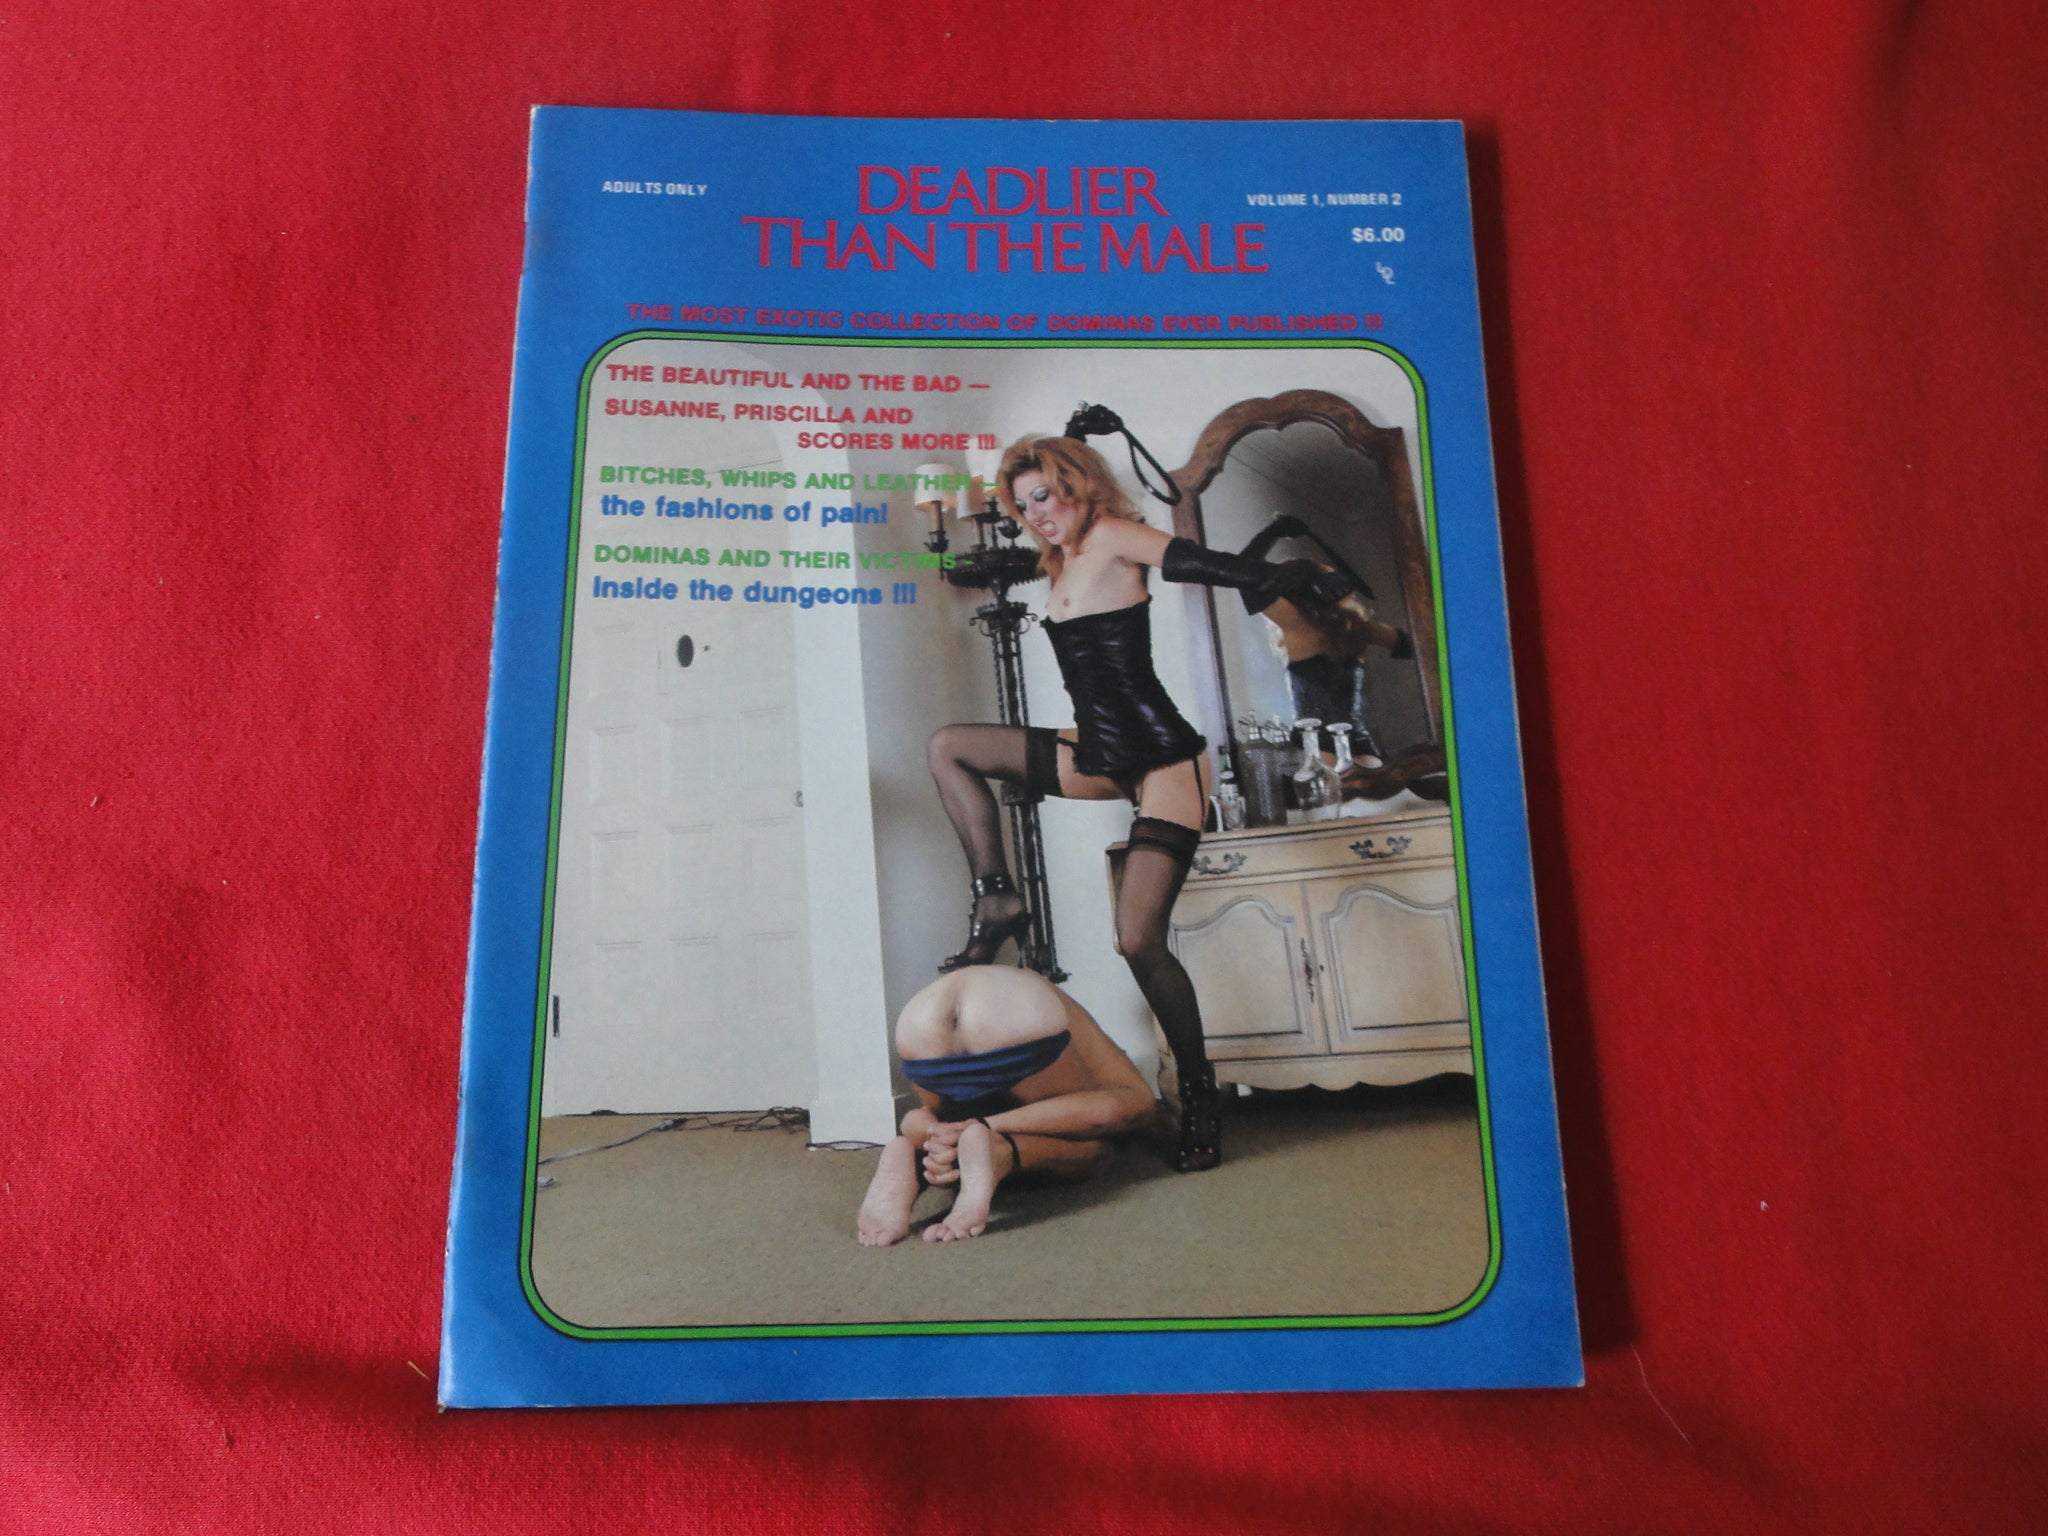 ADULTS ONLY
DEADLIER
THAN THE MALE
VOLUME 1, NUMBER 2
$6.00
THE MOST EXOTIC COLLECTION OF DOMINAS EVER PUBLISHED !!!
THE BEAUTIFUL AND THE BAD —
SUSANNE, PRISCILLA AND
SCORES MORE !!!
BITCHES, WHIPS AND LEATHER —
the fashions of pain!
DOMINAS AND THEIR VICTIMS -
Inside the dungeons !!!